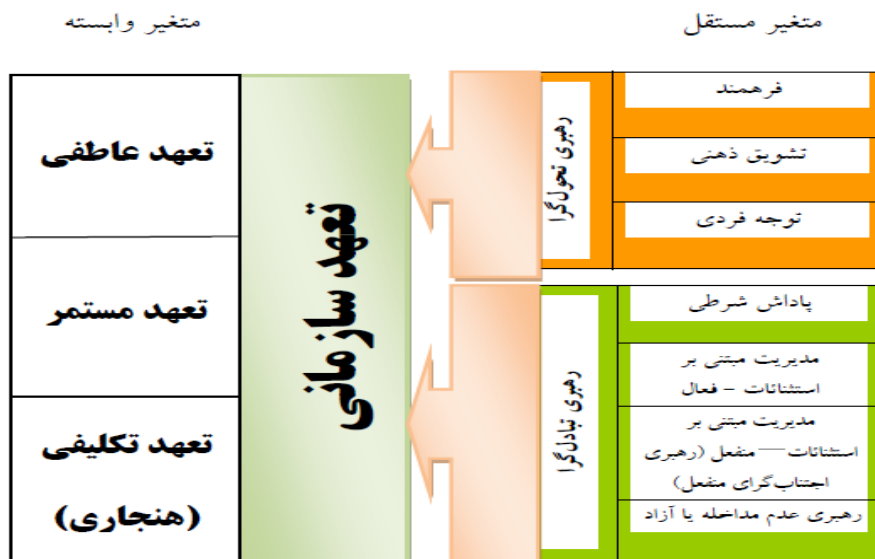 متغیر مستقل
متغیر وابسته
فرهمند
تشویق ذهنی
توجه فردی
رهبری تحول‌گرا
پاداش شرطی
مدیریت مبتنی بر
استثنائات – فعال
مدیریت مبتنی بر
استثنائات — منفعل (رهبری
اجتناب‌گرای منفعل)
رهبری عدم مداخله یا آزاد
رهبری تبادل‌گرا
تعهد سازمانی
تعهد عاطفی
تعهد مستمر
تعهد تکلیفی
(هنجاری)